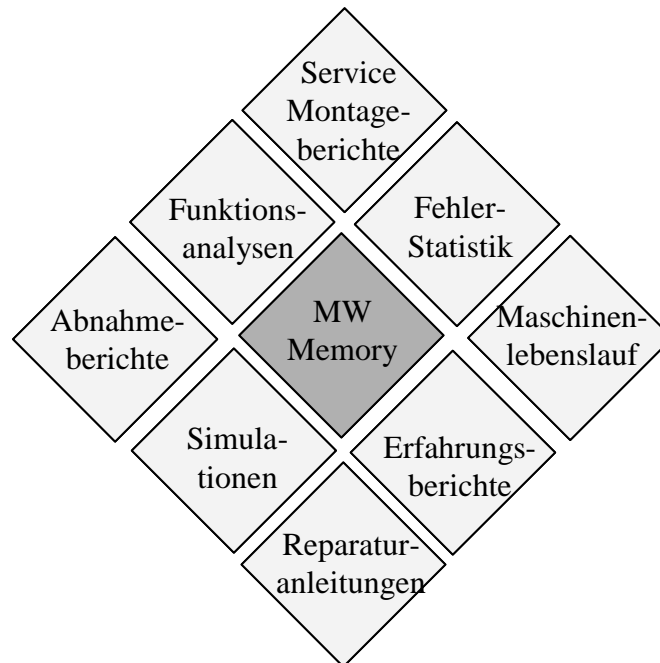 Service
Montage-
berichte
Funktions-
analysen
Fehler-
Statistik
Abnahme-
berichte
MW
Memory
Maschinen-
lebenslauf
Simula-
tionen
Erfahrungs-
berichte
Reparatur-
anleitungen